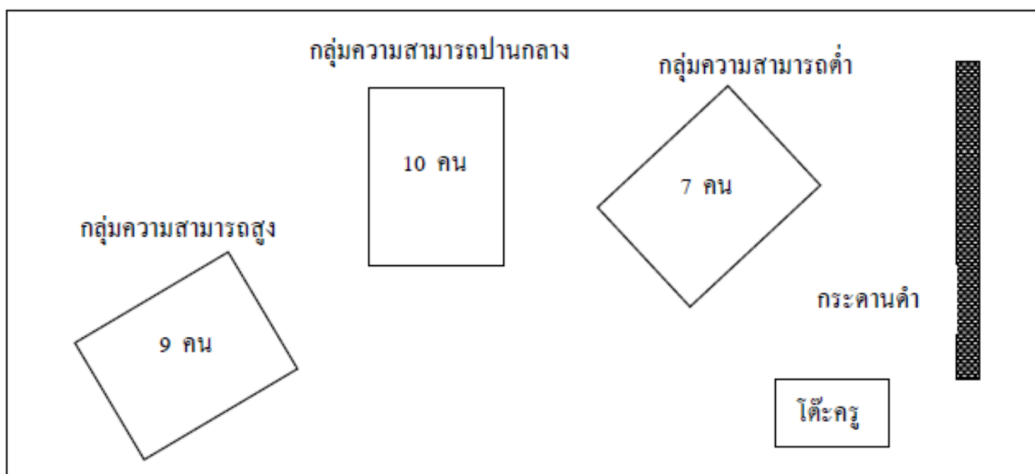 กลุ่มความสามารถปานกลาง
กลุ่มความสามารถต่ำ
10 คน
7 คน
กลุ่มความสามารถสูง
9 คน
กระดานดำ
โต๊ะครู